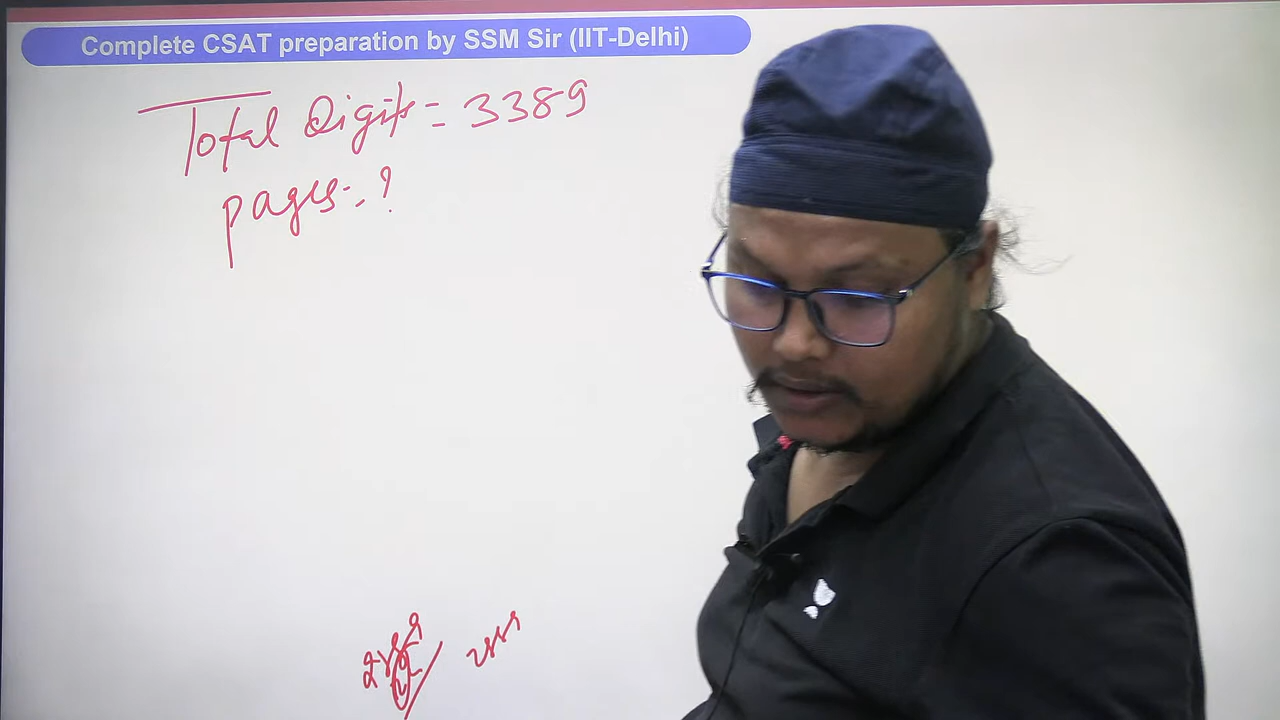 Complete CSAT preparation by SSM Sir (IIT-Delhi)
Total Digits = 3389
pages = ?